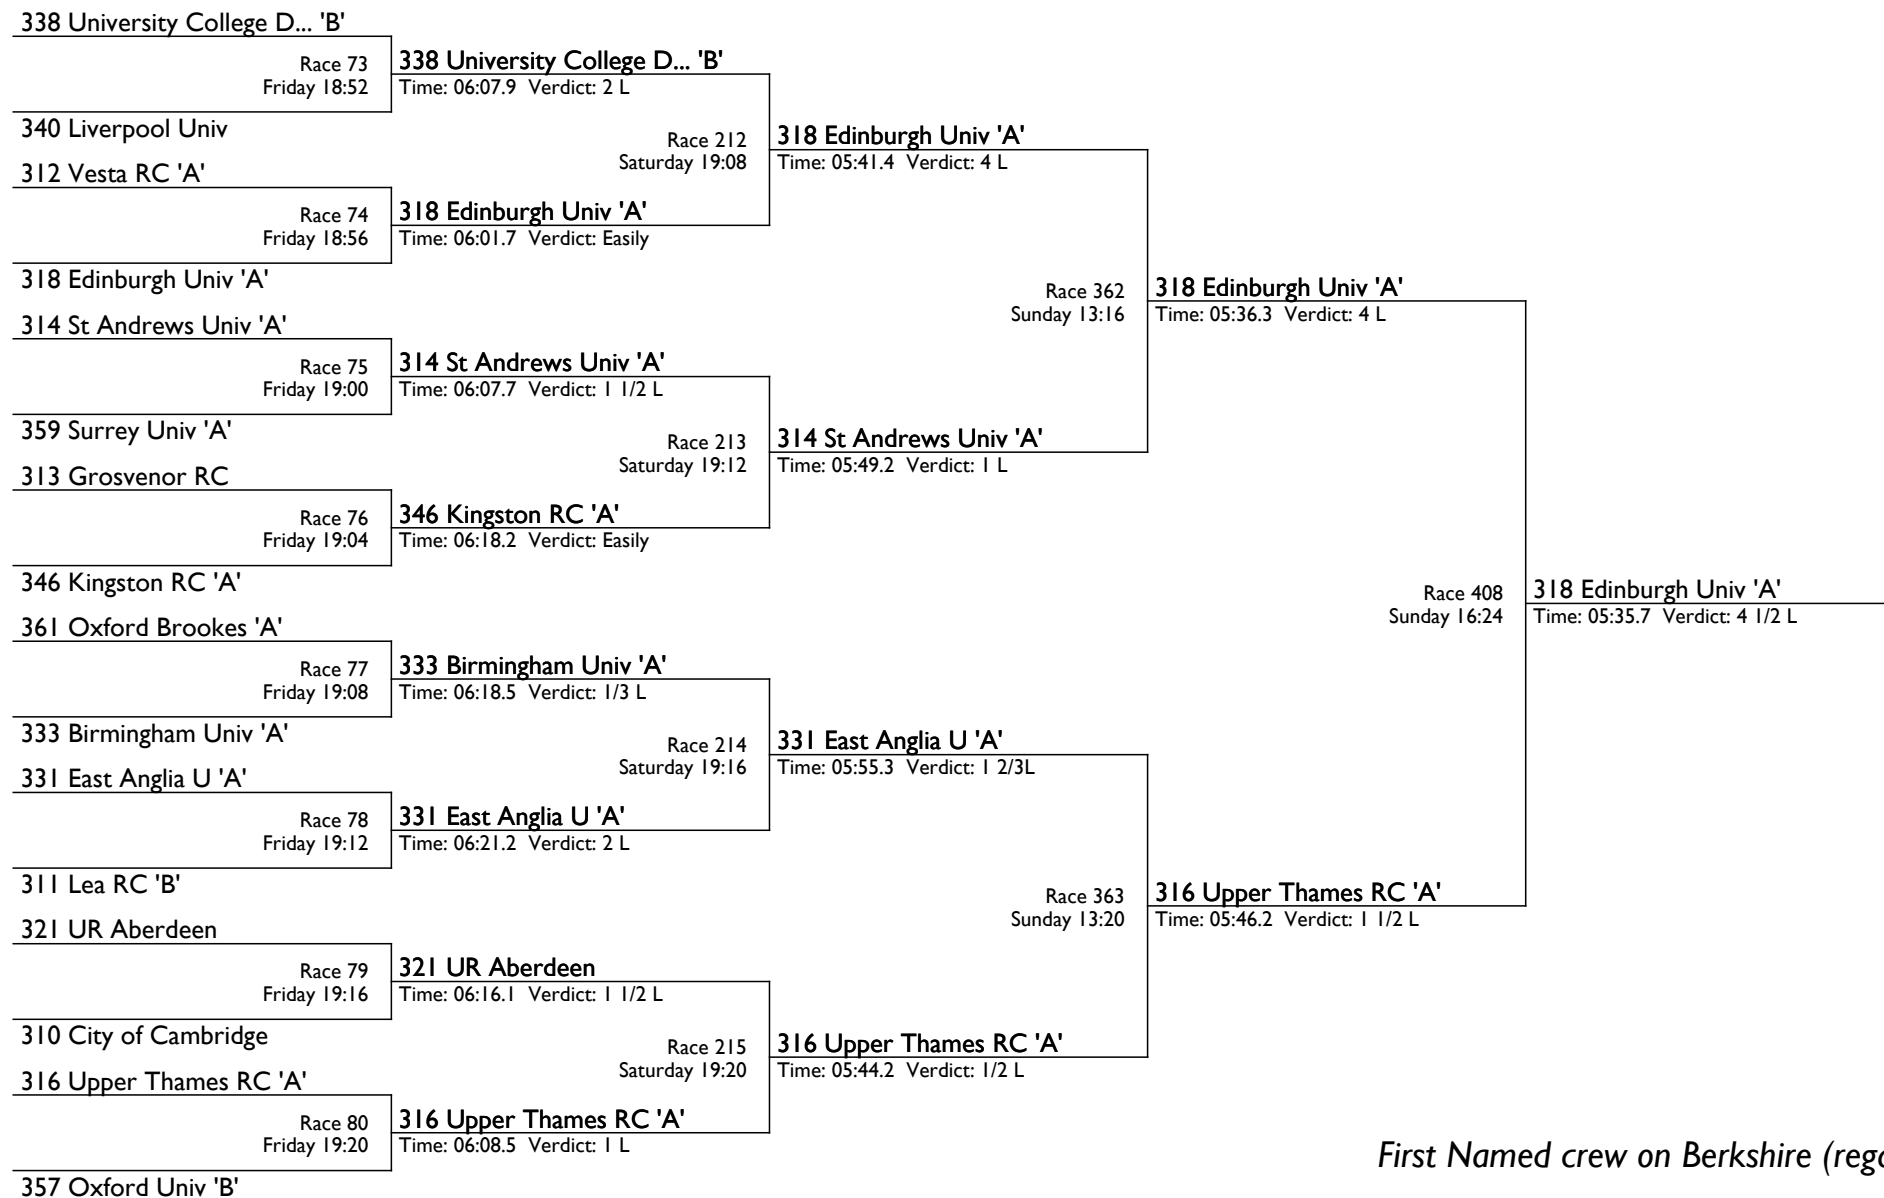 338 University College D... 'B'
Race 73
Friday 18:52
338 University College D... 'B'
Time: 06:07.9 Verdict: 2 L
340 Liverpool Univ
Race 212
Saturday 19:08
318 Edinburgh Univ 'A'
Time: 05:41.4 Verdict: 4 L
312 Vesta RC 'A'
Race 74
Friday 18:56
318 Edinburgh Univ 'A'
Time: 06:01.7 Verdict: Easily
318 Edinburgh Univ 'A'
Race 362
Sunday 13:16
318 Edinburgh Univ 'A'
Time: 05:36.3 Verdict: 4 L
314 St Andrews Univ 'A'
Race 75
Friday 19:00
314 St Andrews Univ 'A'
Time: 06:07.7 Verdict: 1 1/2 L
359 Surrey Univ 'A'
Race 213
Saturday 19:12
314 St Andrews Univ 'A'
Time: 05:49.2 Verdict: 1 L
313 Grosvenor RC
Race 76
Friday 19:04
346 Kingston RC 'A'
Time: 06:18.2 Verdict: Easily
346 Kingston RC 'A'
Race 408
Sunday 16:24
318 Edinburgh Univ 'A'
Time: 05:35.7 Verdict: 4 1/2 L
361 Oxford Brookes 'A'
Race 77
Friday 19:08
333 Birmingham Univ 'A'
Time: 06:18.5 Verdict: 1/3 L
333 Birmingham Univ 'A'
Race 214
Saturday 19:16
331 East Anglia U 'A'
Time: 05:55.3 Verdict: 1 2/3L
331 East Anglia U 'A'
Race 78
Friday 19:12
331 East Anglia U 'A'
Time: 06:21.2 Verdict: 2 L
311 Lea RC 'B'
Race 363
Sunday 13:20
316 Upper Thames RC 'A'
Time: 05:46.2 Verdict: 1 1/2 L
321 UR Aberdeen
Race 79
Friday 19:16
321 UR Aberdeen
Time: 06:16.1 Verdict: 1 1/2 L
310 City of Cambridge
Race 215
Saturday 19:20
316 Upper Thames RC 'A'
Time: 05:44.2 Verdict: 1/2 L
316 Upper Thames RC 'A'
Race 80
Friday 19:20
316 Upper Thames RC 'A'
Time: 06:08.5 Verdict: 1 L
357 Oxford Univ 'B'
First Named crew on Berkshire